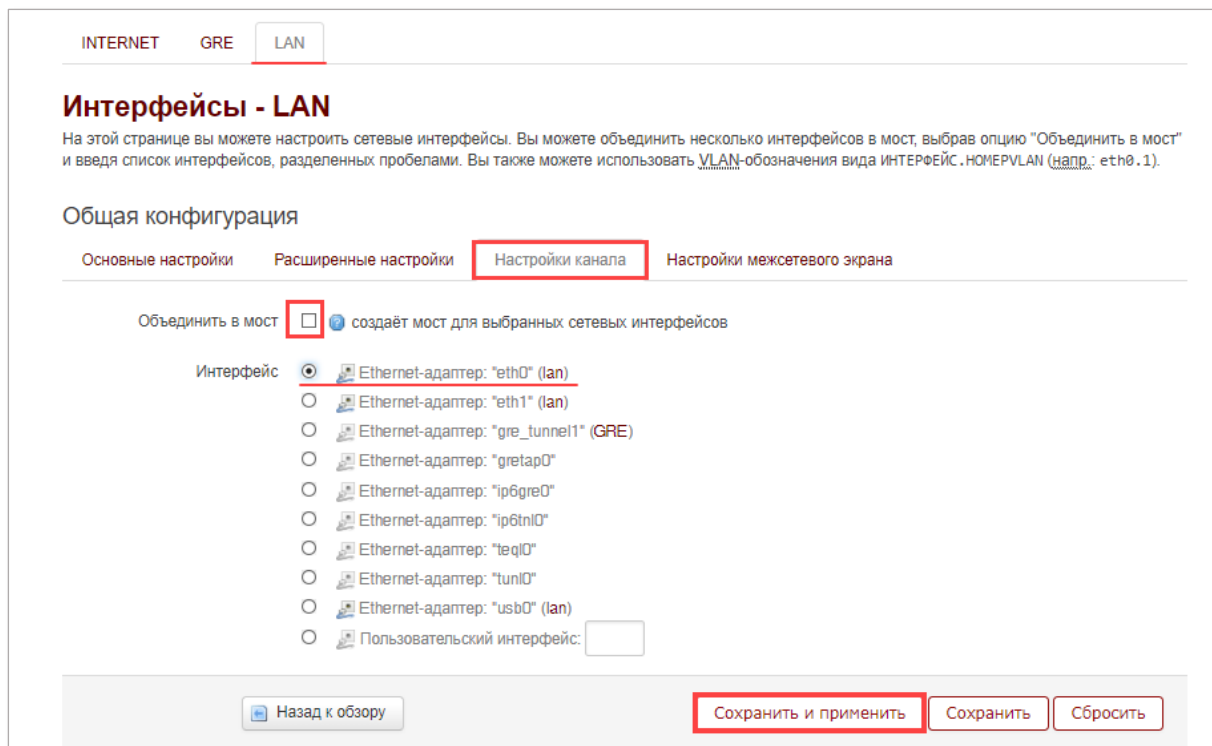 INTERNET GRE LAN
Интерфейсы - LAN
На этой странице вы можете настроить сетевые интерфейсы. Вы можете объединить несколько интерфейсов в мост, выбрав опцию "Объединить в мост"
и введя список интерфейсов, разделенных пробелами. Вы также можете использовать VLAN-обозначения вида ИНТЕРФЕЙС.НОМЕРVLAN (напр.: eth0.1).
Общая конфигурация
Основные настройки Расширенные настройки Настройки канала Настройки межсетевого экрана
Объединить в мост создаёт мост для выбранных сетевых интерфейсов
Интерфейс Ethernet-адаптер: "eth0" (lan)
Ethernet-адаптер: "eth1" (lan)
Ethernet-адаптер: "gre_tunnel1" (GRE)
Ethernet-адаптер: "gretap0"
Ethernet-адаптер: "ip6gre0"
Ethernet-адаптер: "ip6tnl0"
Ethernet-адаптер: "teql0"
Ethernet-адаптер: "tunl0"
Ethernet-адаптер: "usb0" (lan)
Пользовательский интерфейс:
Назад к обзору Сохранить и применить Сохранить Сбросить